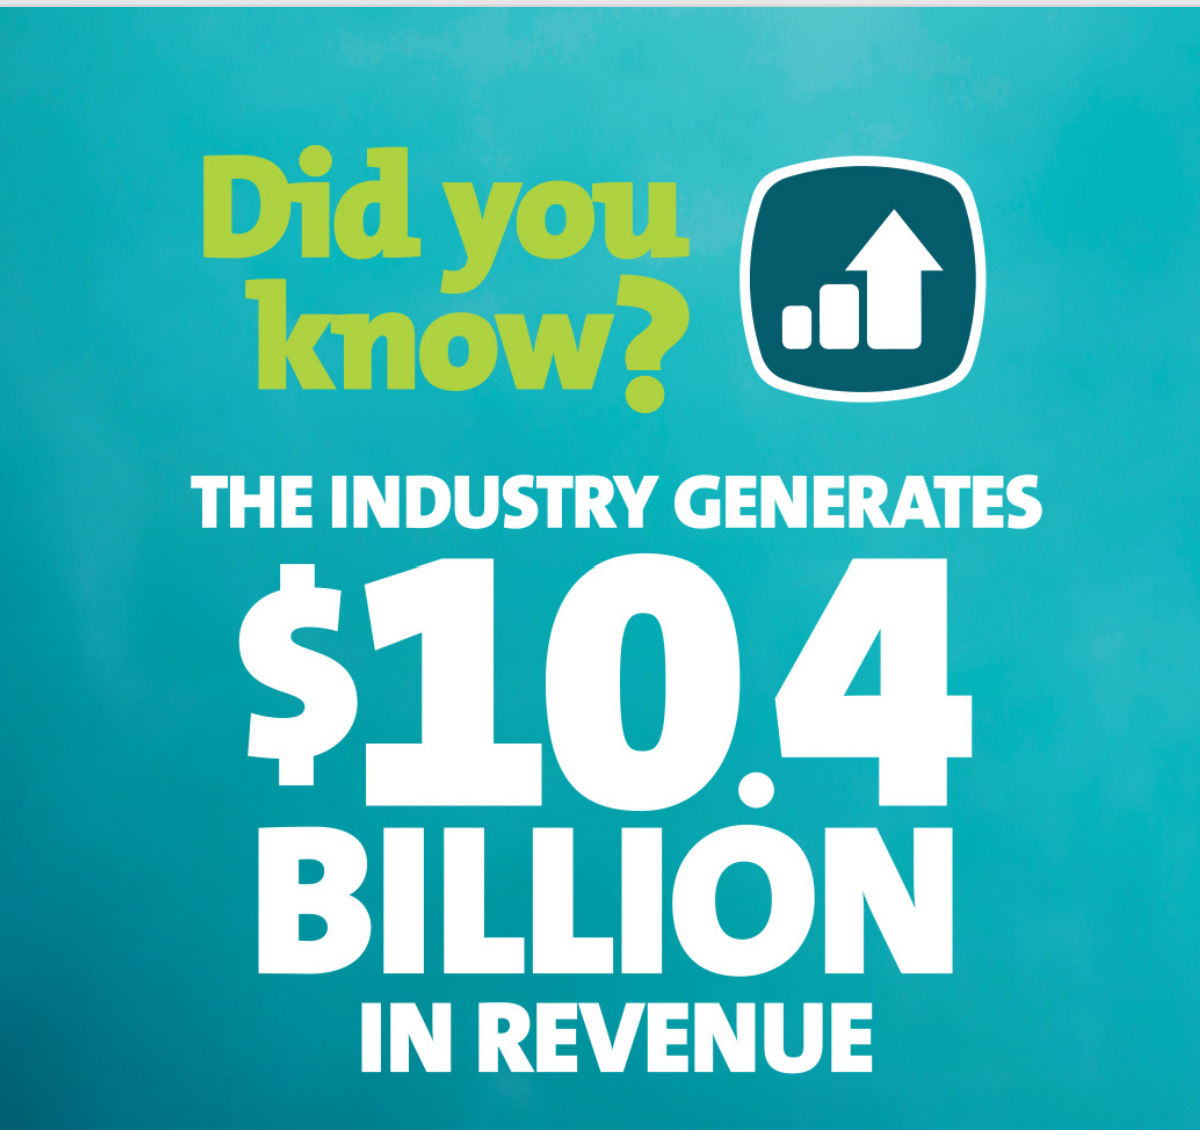 Did you
know?
THE INDUSTRY GENERATES
$10.4
BILLION
IN REVENUE